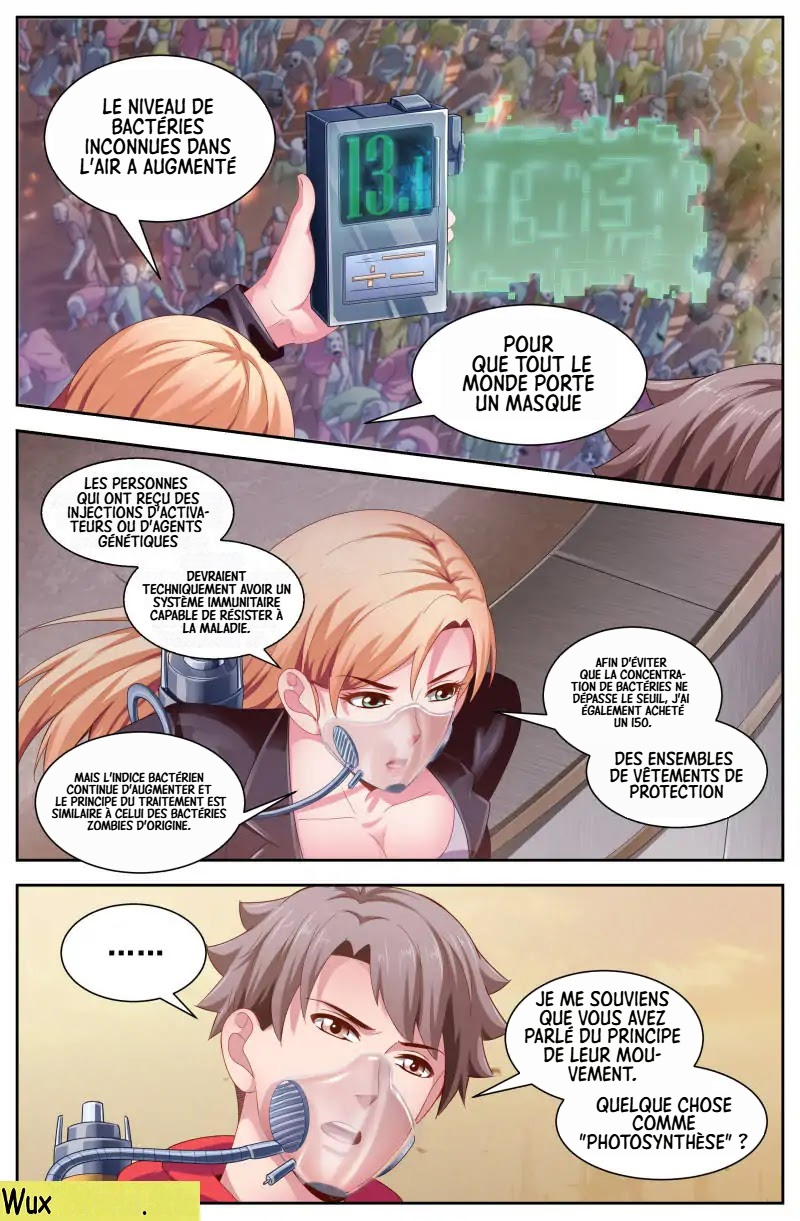 LE NIVEAU DE
BACTÉRIES
INCONNUES DANS
L'AIR A AUGMENTÉ
13.1
POUR
QUE TOUT LE
MONDE PORTE
UN MASQUE
LES PERSONNES
QUI ONT REÇU DES
INJECTIONS D'ACTIVA-
TEURS OU D'AGENTS
GÉNÉTIQUES
DEVRAIENT
TECHNIQUEMENT AVOIR UN
SYSTÈME IMMUNITAIRE
CAPABLE DE RÉSISTER À
LA MALADIE.
AFIN D'ÉVITER
QUE LA CONCENTRA-
TION DE BACTÉRIES NE
DÉPASSE LE SEUIL, J'AI
ÉGALEMENT ACHETÉ
UN 150.
DES ENSEMBLES
DE VÊTEMENTS DE
PROTECTION
MAIS L'INDICE BACTÉRIEN
CONTINUE D'AUGMENTER ET
LE PRINCIPE DU TRAITEMENT EST
SIMILAIRE À CELUI DES BACTÉRIES
ZOMBIES D'ORIGINE.
......
JE ME SOUVIENS
QUE VOUS AVEZ
PARLÉ DU PRINCIPE
DE LEUR MOU-
VEMENT.
QUELQUE CHOSE
COMME
"PHOTOSYNTHÈSE" ?
Wux .